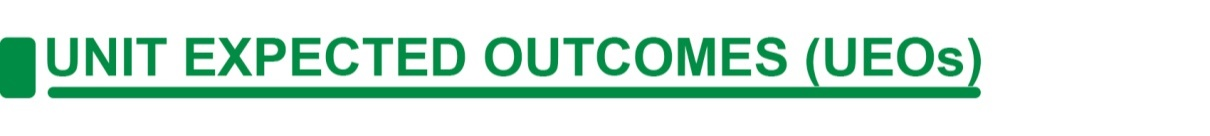 UNIT EXPECTED OUTCOMES (UEOs)